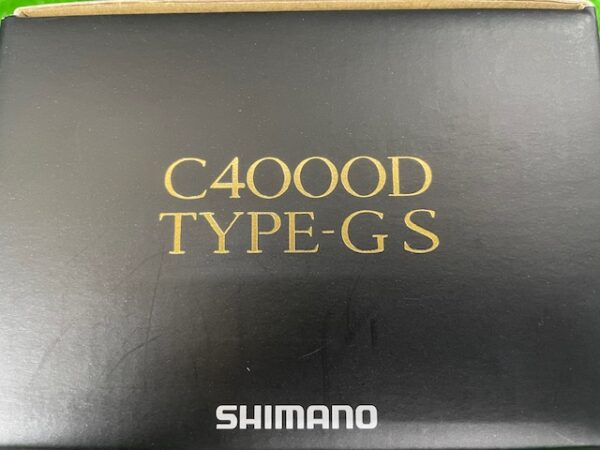 C4000D
TYPE-G S
SHIMANO